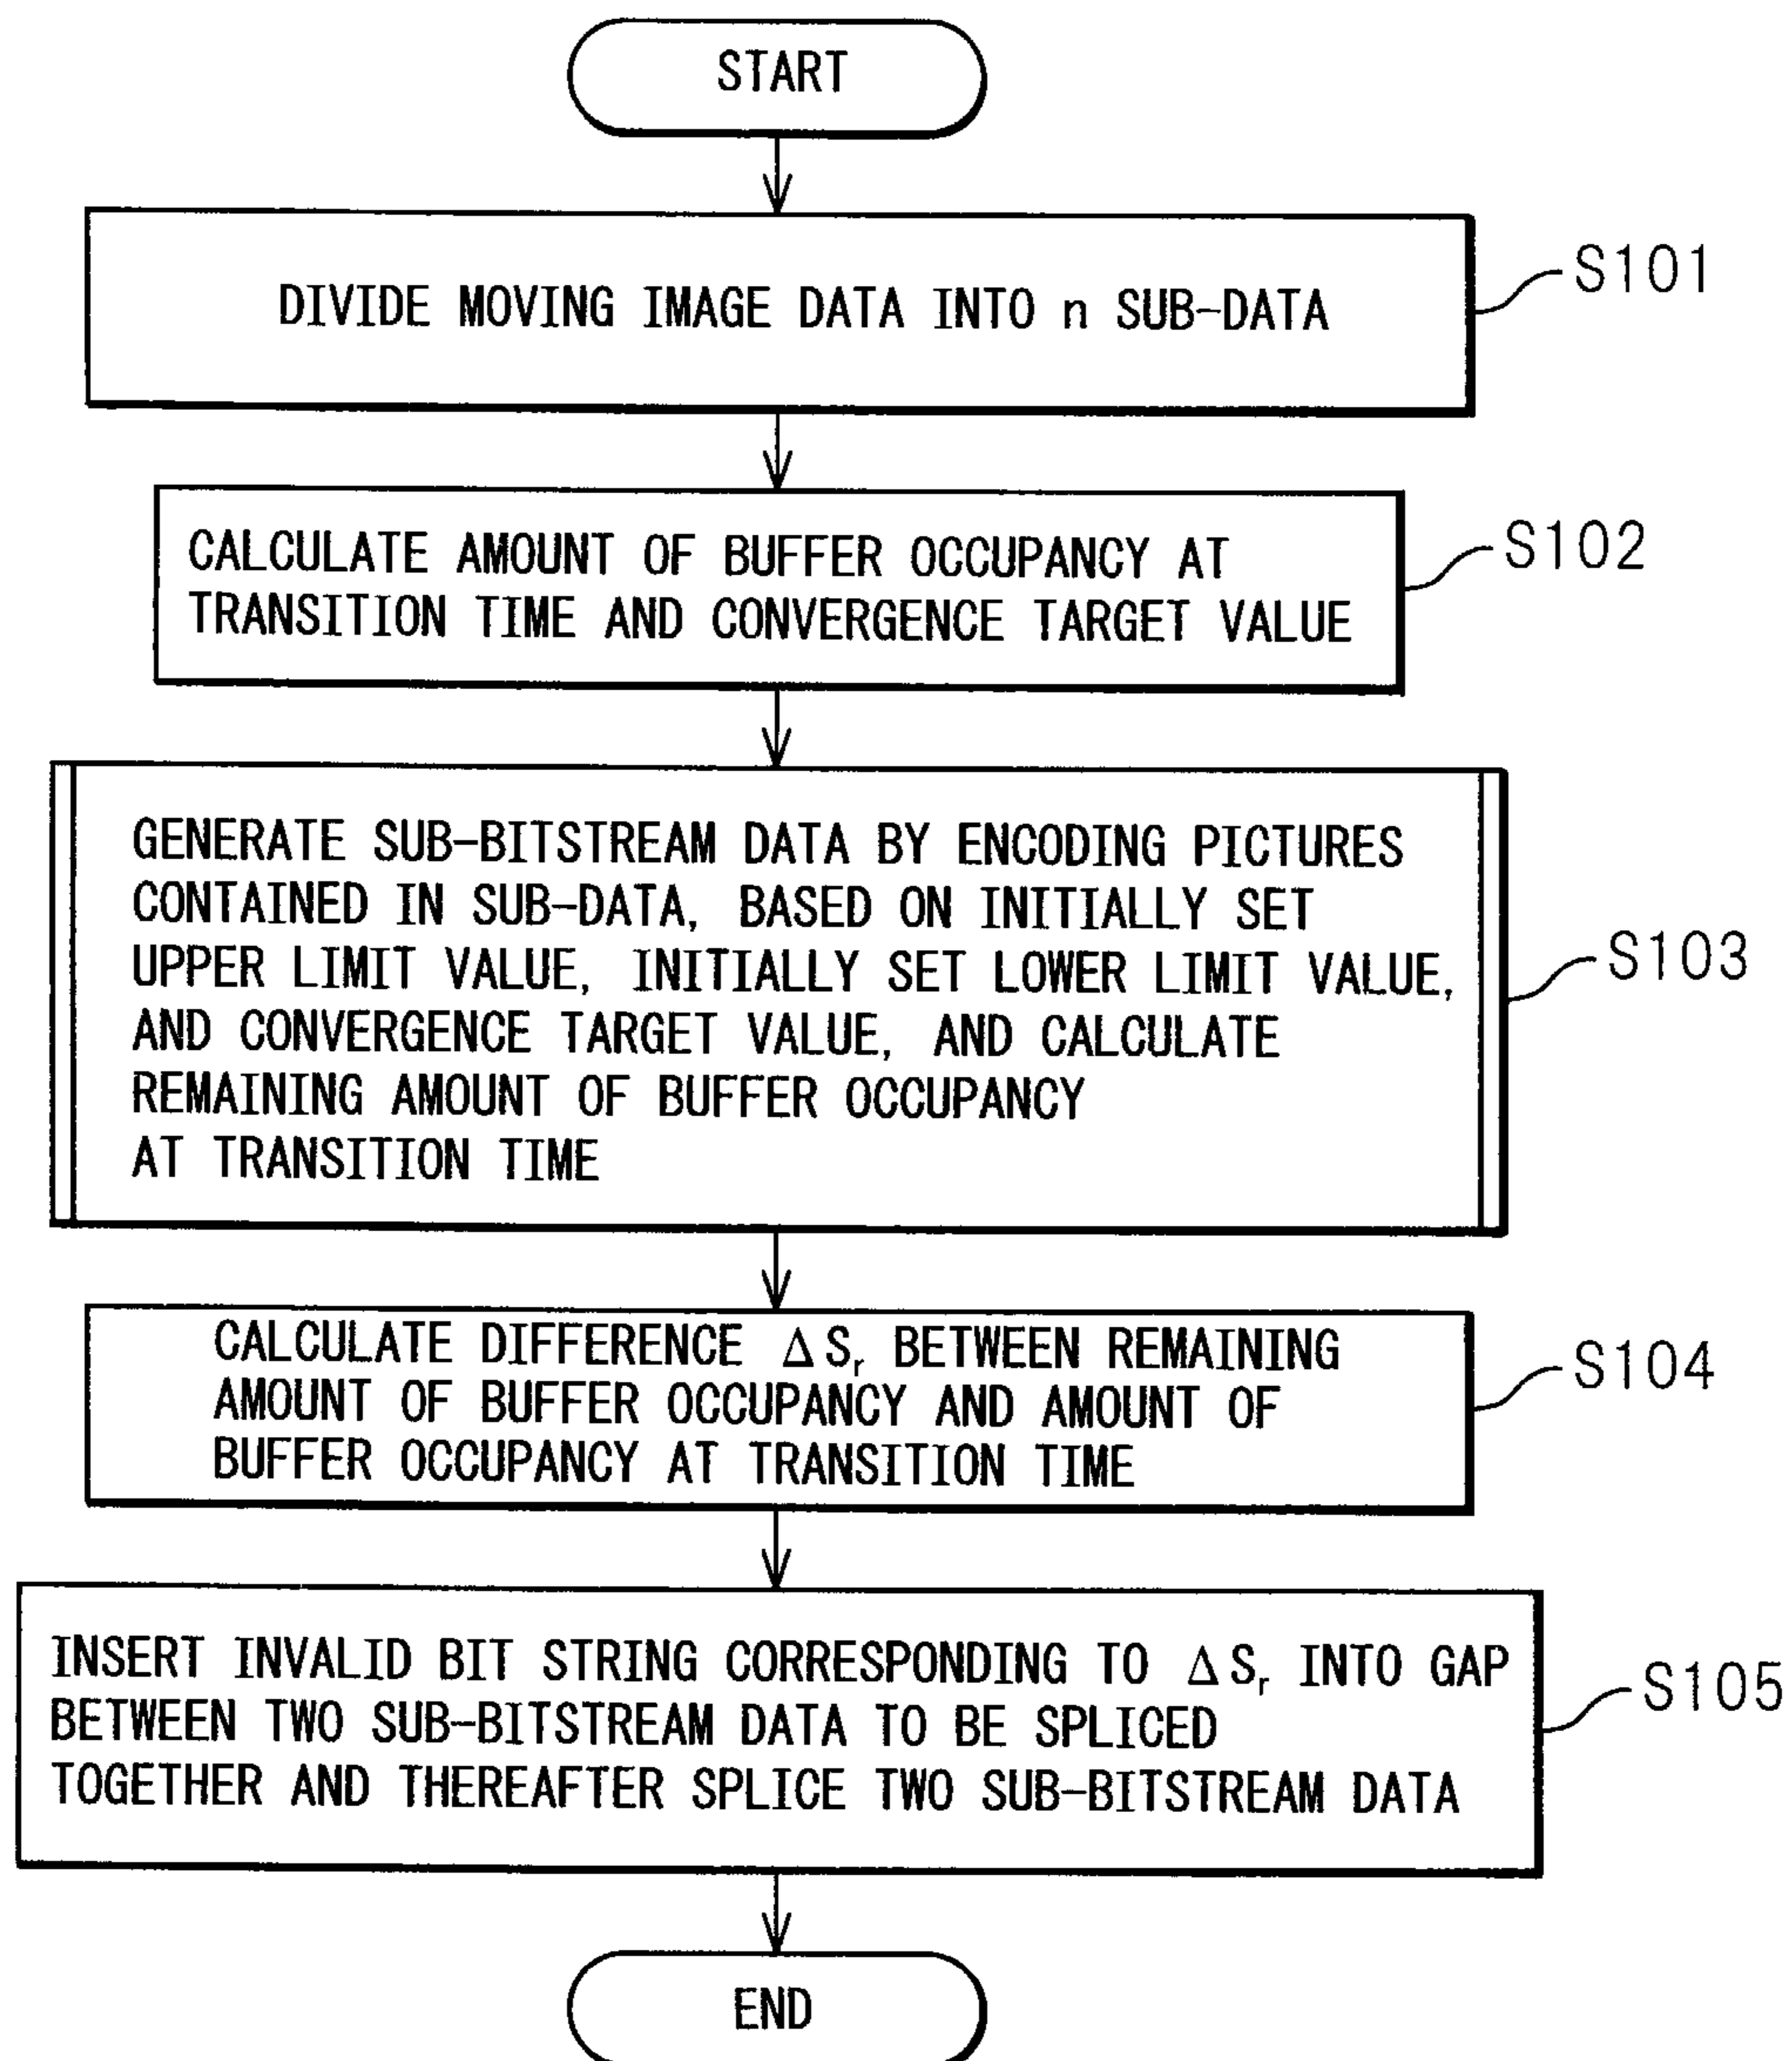 START
DIVIDE MOVING IMAGE DATA INTO n SUB-DATA
S101
CALCULATE AMOUNT OF BUFFER OCCUPANCY AT
TRANSITION TIME AND CONVERGENCE TARGET VALUE
S102
GENERATE SUB-BITSTREAM DATA BY ENCODING PICTURES
CONTAINED IN SUB-DATA, BASED ON INITIALLY SET
UPPER LIMIT VALUE, INITIALLY SET LOWER LIMIT VALUE,
AND CONVERGENCE TARGET VALUE, AND CALCULATE
REMAINING AMOUNT OF BUFFER OCCUPANCY
AT TRANSITION TIME
S103
CALCULATE DIFFERENCE ΔSr BETWEEN REMAINING
AMOUNT OF BUFFER OCCUPANCY AND AMOUNT OF
BUFFER OCCUPANCY AT TRANSITION TIME
S104
INSERT INVALID BIT STRING CORRESPONDING TO ΔSr INTO GAP
BETWEEN TWO SUB-BITSTREAM DATA TO BE SPLICED
TOGETHER AND THEREAFTER SPLICE TWO SUB-BITSTREAM DATA
S105
END